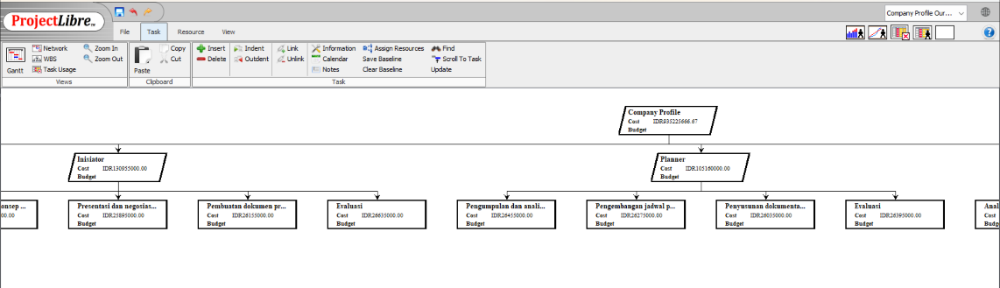 ProjectLibre™
Company Profile Our...
File Task Resource View
Network Zoom In Copy Insert Indent Link Information Assign Resources Find
WBS Zoom Out Cut Delete Outdent Unlink Calendar Save Baseline Scroll To Task
Gantt Task Usage Paste Notes Clear Baseline Update
Views Clipboard Task
Company Profile
Cost IDR935225666.67
Budget
Inisiator
Cost IDR130955000.00
Budget
Planner
Cost IDR105160000.00
Budget
onsep ...
00.00
Presentasi dan negosias...
Cost IDR25895000.00
Budget
Pembuatan dokumen pr...
Cost IDR26155000.00
Budget
Evaluasi
Cost IDR26635000.00
Budget
Pengumpulan dan anali...
Cost IDR26455000.00
Budget
Pengembangan jadwal p...
Cost IDR26275000.00
Budget
Penyusunan dokumenta...
Cost IDR26035000.00
Budget
Evaluasi
Cost IDR26395000.00
Budget
Anal
Cost
Budg